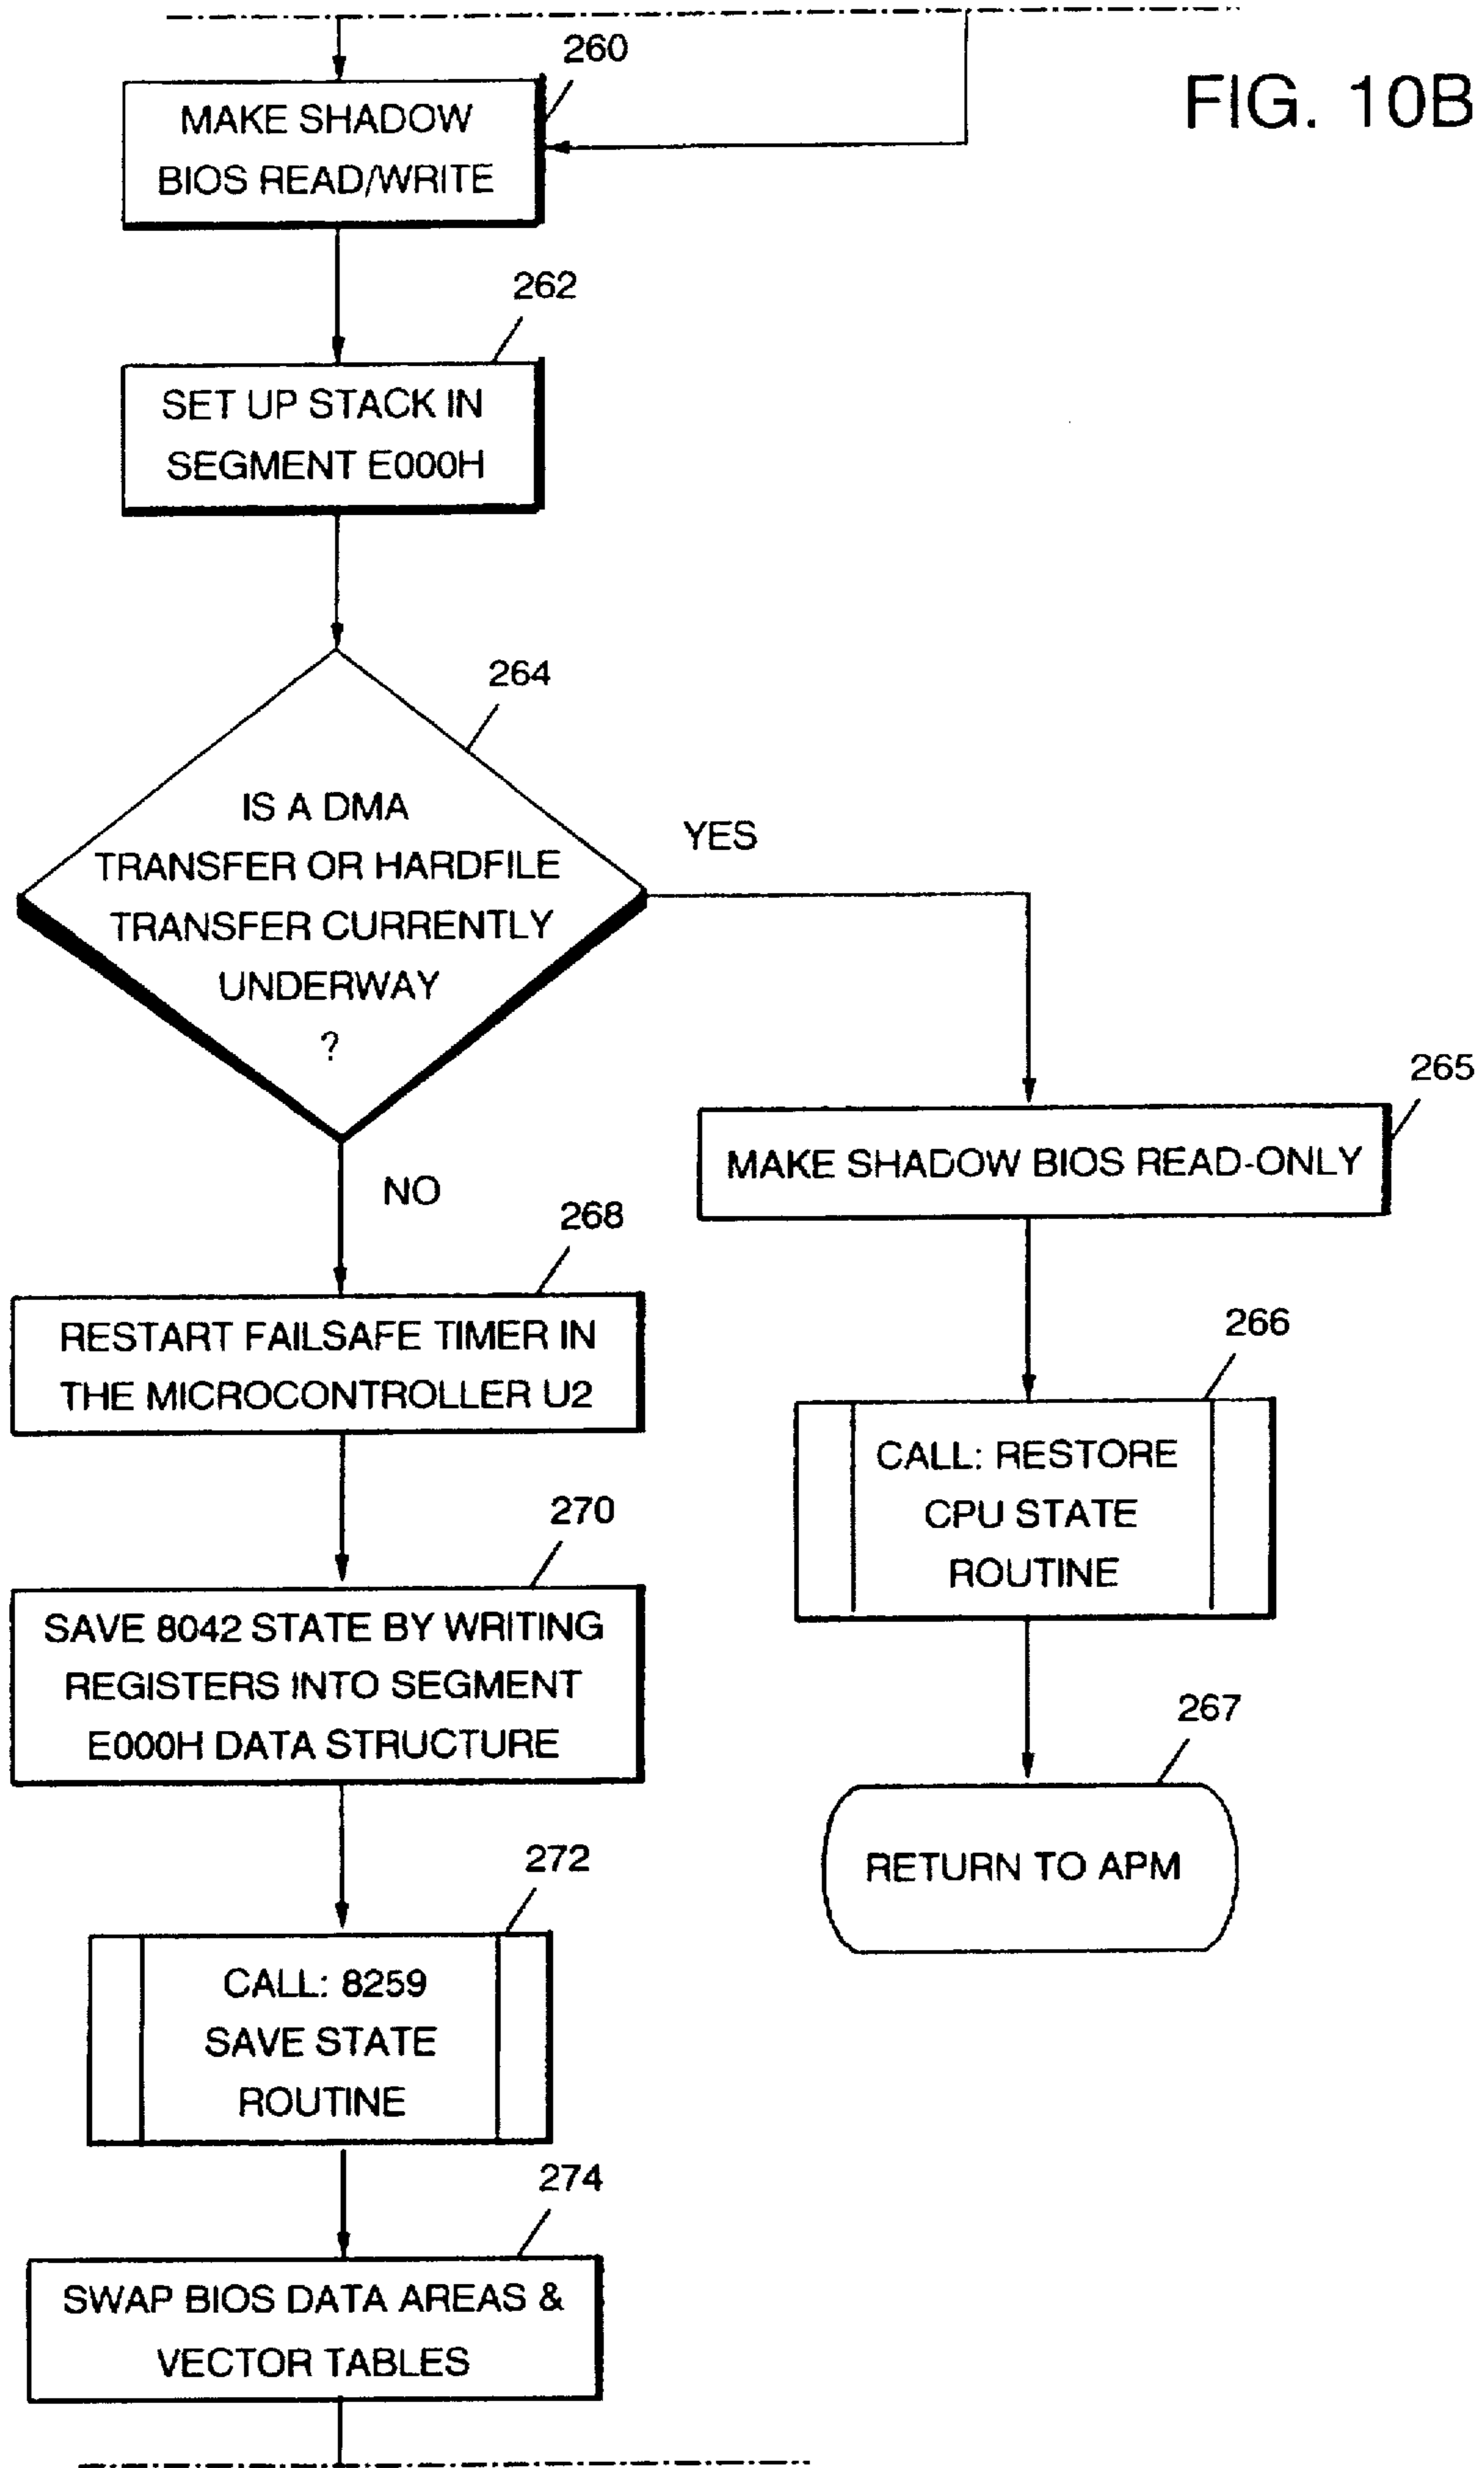 FIG. 10B
260
MAKE SHADOW
BIOS READ/WRITE
262
SET UP STACK IN
SEGMENT E000H
264
IS A DMA
TRANSFER OR HARDFILE
TRANSFER CURRENTLY
UNDERWAY
?
YES
NO
265
MAKE SHADOW BIOS READ-ONLY
266
CALL: RESTORE
CPU STATE
ROUTINE
267
RETURN TO APM
268
RESTART FAILSAFE TIMER IN
THE MICROCONTROLLER U2
270
SAVE 8042 STATE BY WRITING
REGISTERS INTO SEGMENT
E000H DATA STRUCTURE
272
CALL: 8259
SAVE STATE
ROUTINE
274
SWAP BIOS DATA AREAS &
VECTOR TABLES